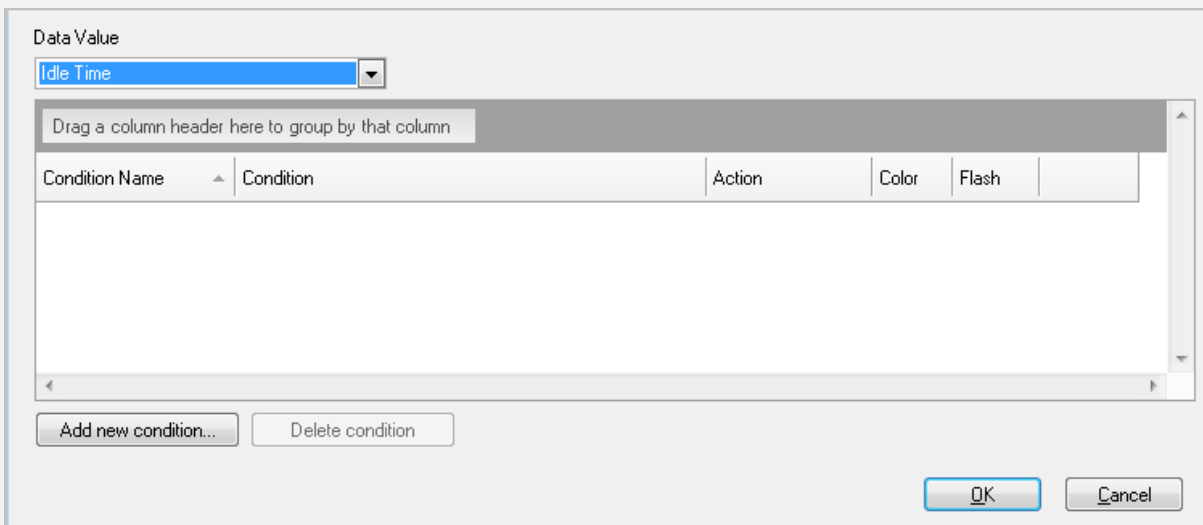 Data Value
Idle Time
Drag a column header here to group by that column
Condition Name Condition Action Color Flash
Add new condition... Delete condition
OK Cancel